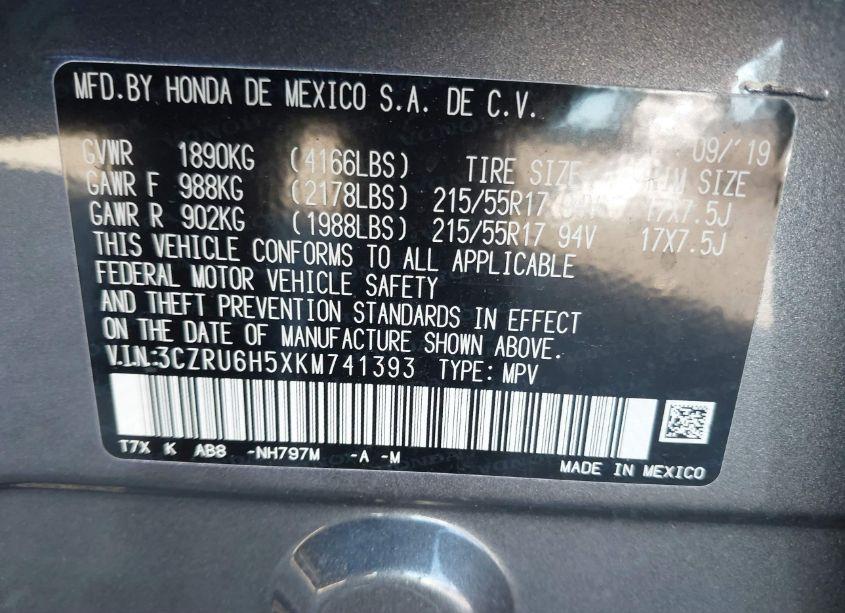 MFD.BY HONDA DE MEXICO S.A. DE C.V.
09/'19
GVWR 1890KG (4166LBS) TIRE SIZE RIM SIZE
GAWR F 988KG (2178LBS) 215/55R17 94V 17X7.5J
GAWR R 902KG (1988LBS) 215/55R17 94V 17X7.5J
THIS VEHICLE CONFORMS TO ALL APPLICABLE
FEDERAL MOTOR VEHICLE SAFETY
AND THEFT PREVENTION STANDARDS IN EFFECT
ON THE DATE OF MANUFACTURE SHOWN ABOVE.
V.I.N.:3CZRU6H5XKM741393 TYPE: MPV
T7X K AB8 -NH797M -A -M
MADE IN MEXICO